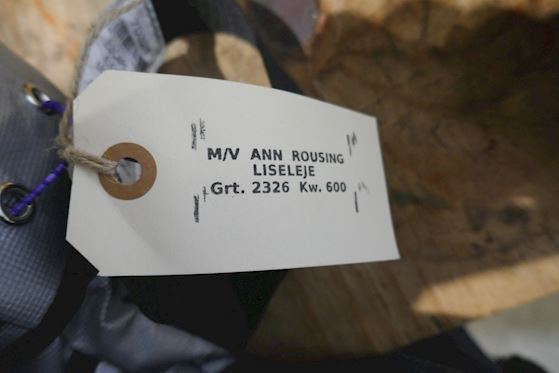 M/V ANN ROUSING
LISELEJE
Grt. 2326 Kw. 600